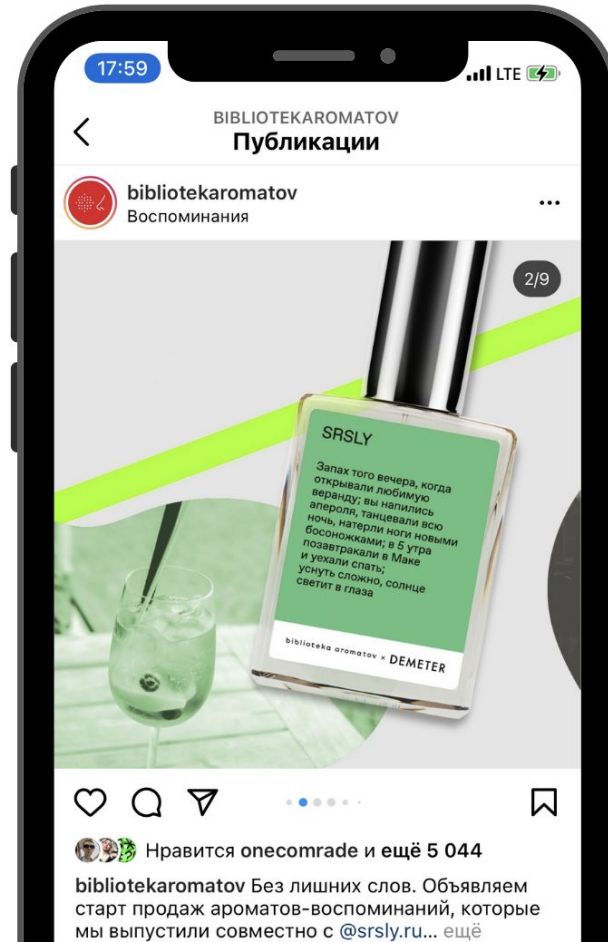 17:59
LTE
BIBLIOTEKAROMATOV
Публикации
bibliotekaromatov
Воспоминания
2/9
SRSLY
Запах того вечера, когда
открывали любимую
веранду; вы напились
апероля, танцевали всю
ночь, натерли ноги новыми
босоножками; в 5 утра
позавтракали в Маке
и уехали спать;
уснуть сложно, солнце
светит в глаза
biblioteka aromatov × DEMETER
Нравится onecomrade и ещё 5 044
bibliotekaromatov Без лишних слов. Объявляем
старт продаж ароматов-воспоминаний, которые
мы выпустили совместно с @srsly.ru... ещё